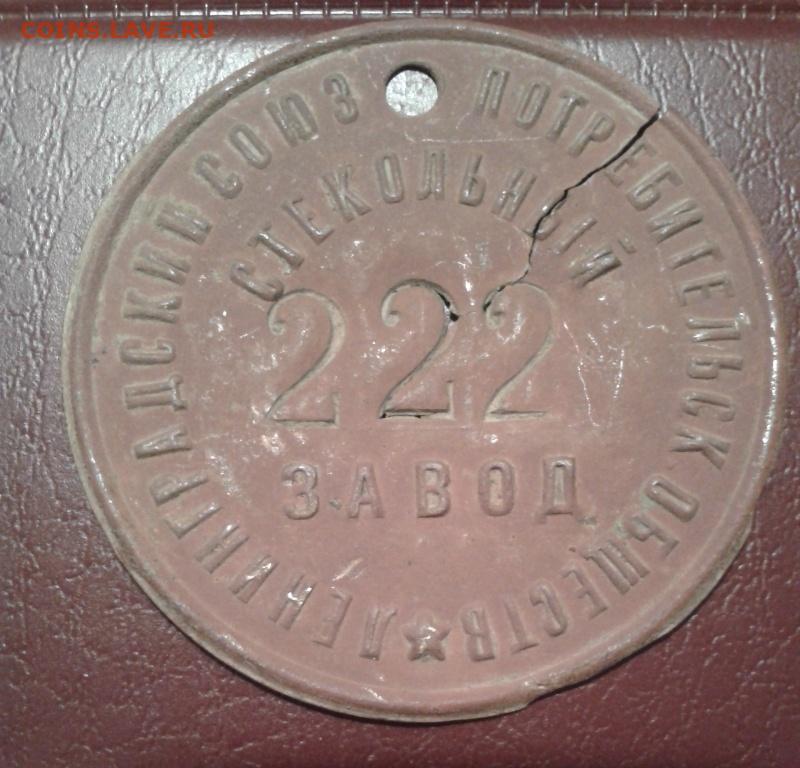 COINS.LAVE.RU
ЛЕНИНГРАДСКИЙ СОЮЗ ПОТРЕБИТЕЛЬСК ОБЩЕСТВ
СТЕКОЛЬНЫЙ
222
ЗАВОД